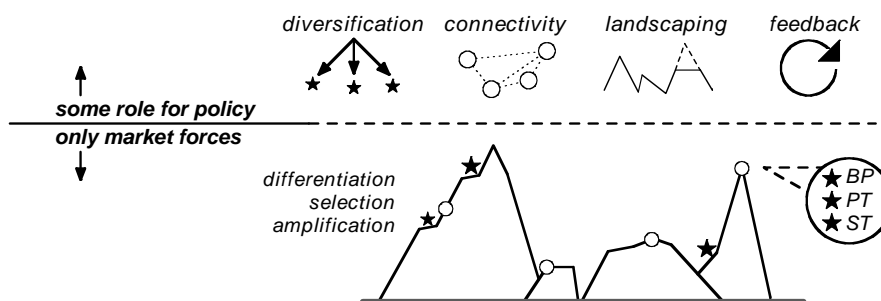 diversification connectivity landscaping feedback
some role for policy
only market forces
differentiation
selection
amplification
BP
PT
ST